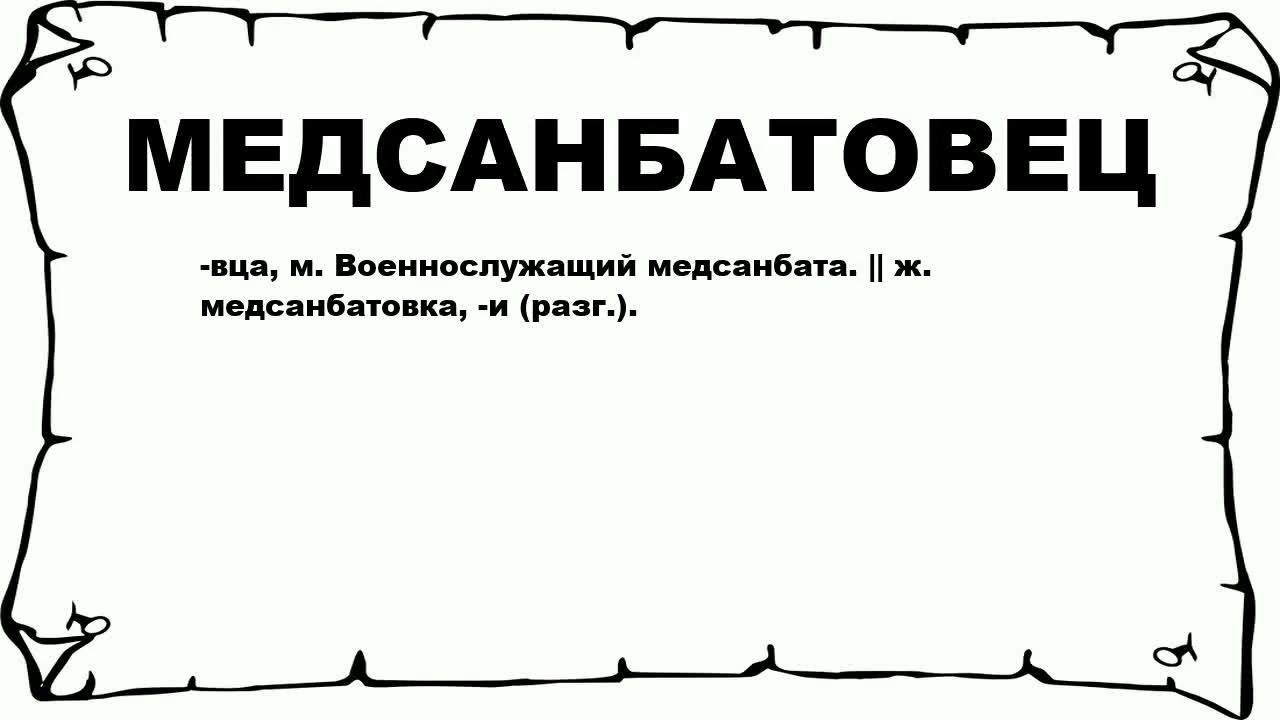 МЕДСАНБАТОВЕЦ
-вца, м. Военнослужащий медсанбата. || ж.
медсанбатовка, -и (разг.).